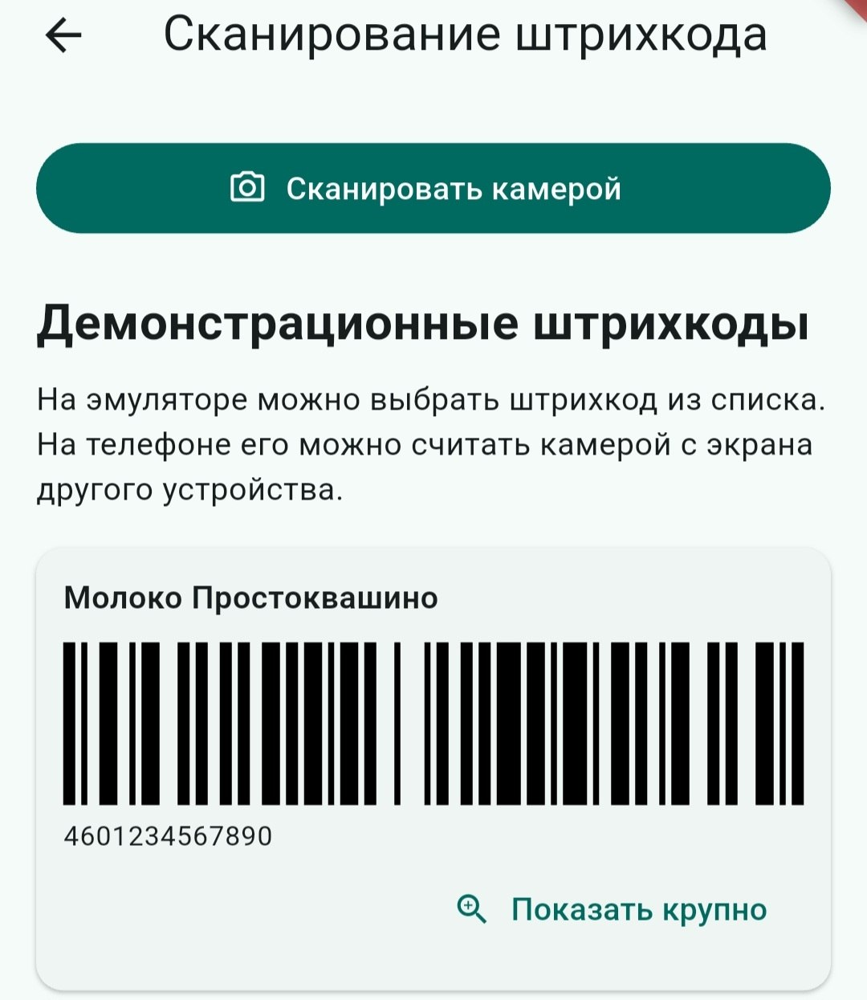 Сканирование штрихкода
Сканировать камерой
Демонстрационные штрихкоды
На эмуляторе можно выбрать штрихкод из списка.
На телефоне его можно считать камерой с экрана
другого устройства.
Молоко Простоквашино
4601234567890
Показать крупно